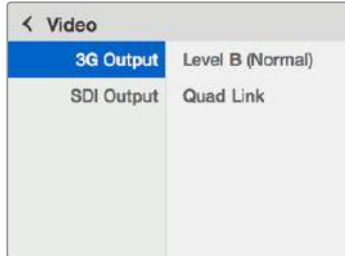 < Video
3G Output Level B (Normal)
SDI Output Quad Link